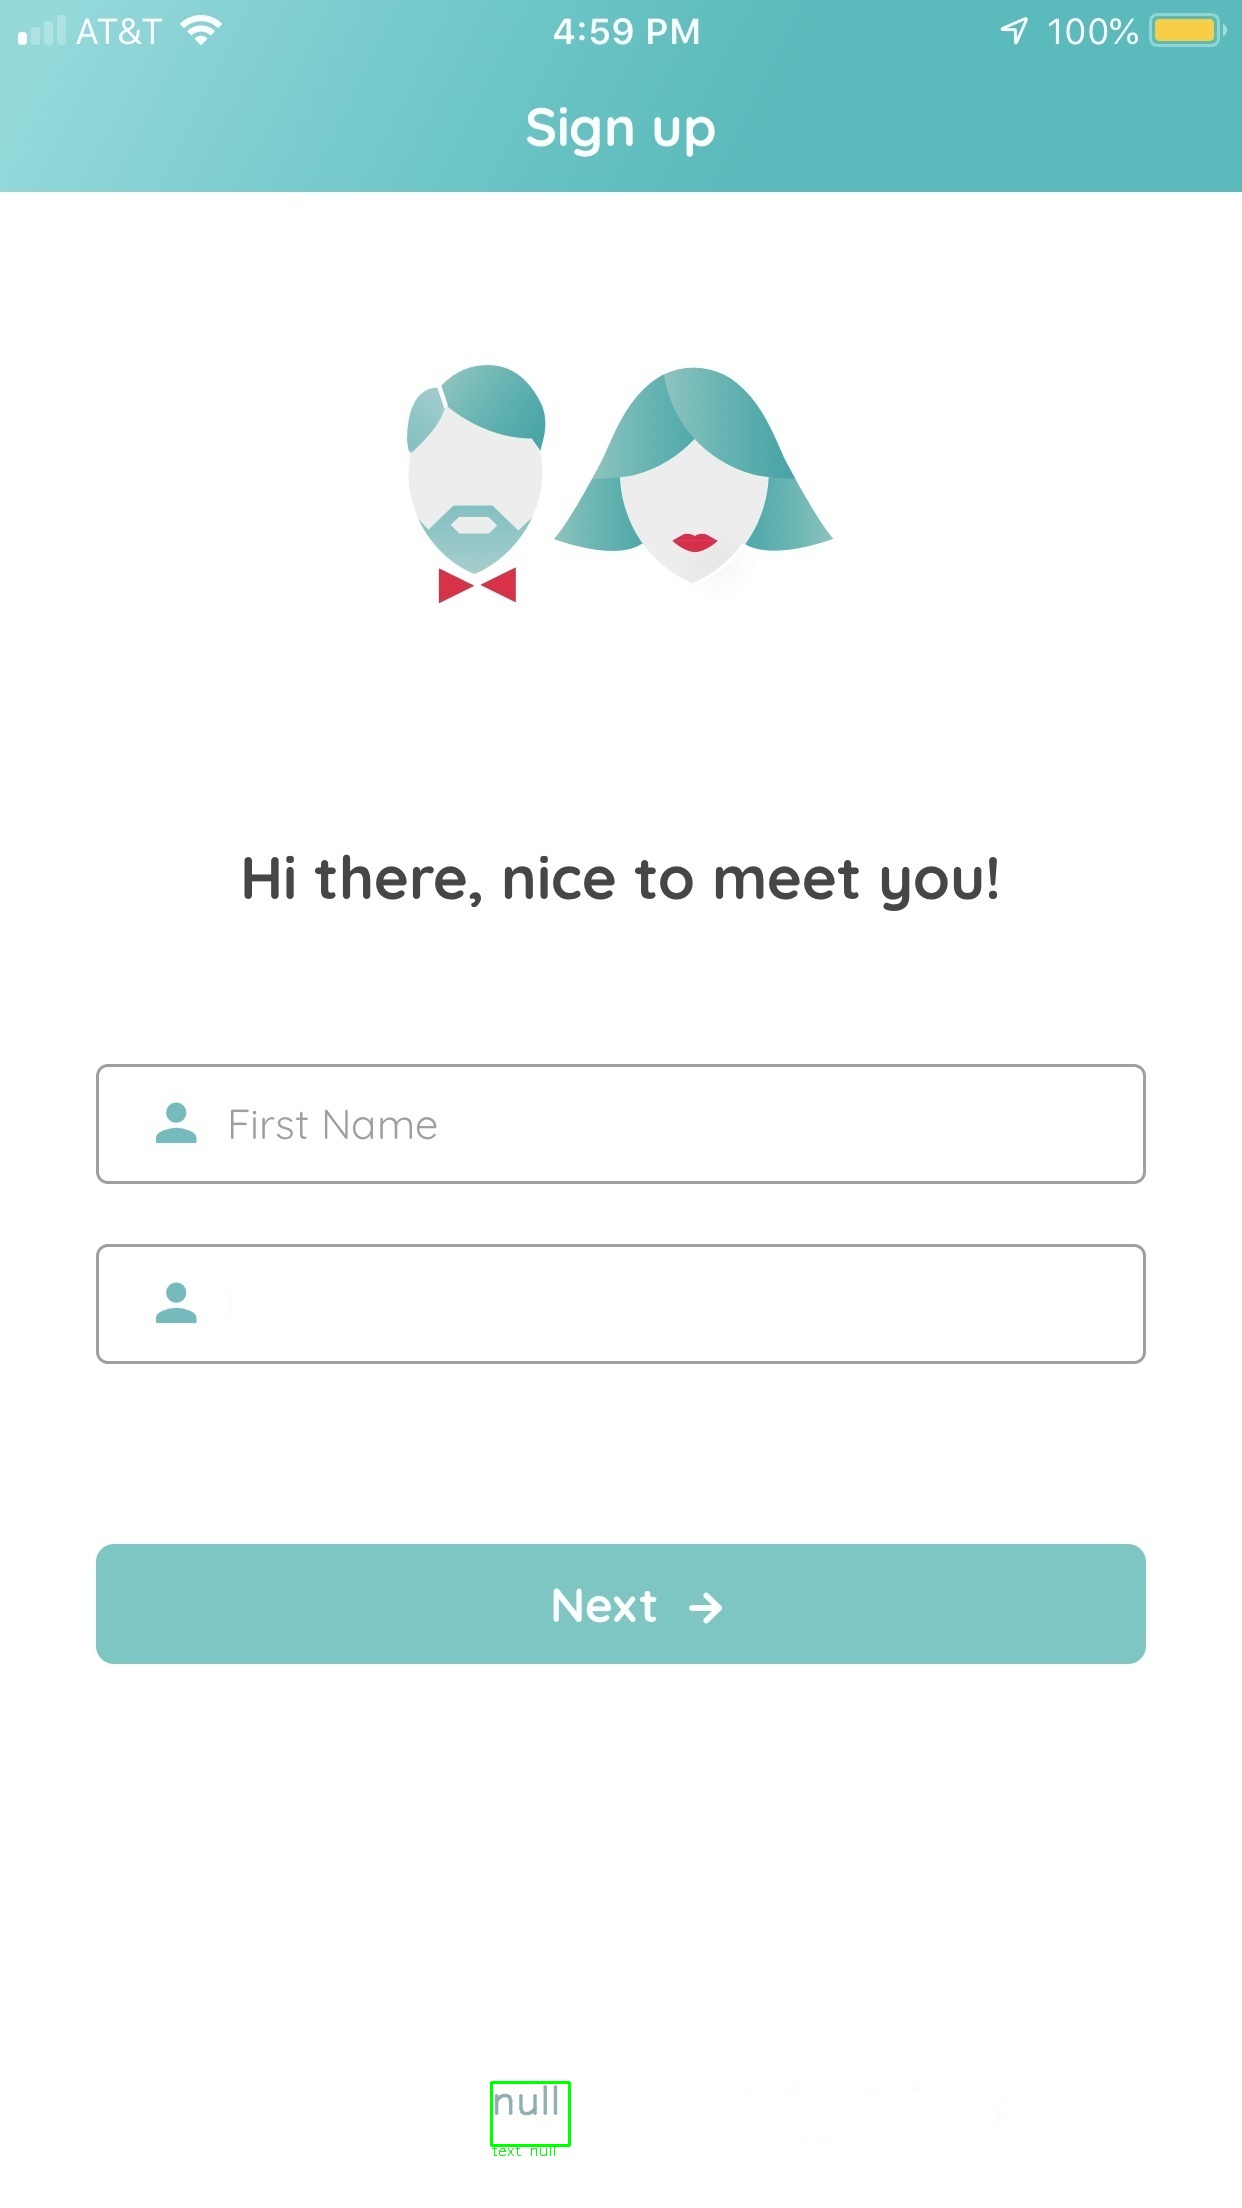 AT&T 4:59 PM 100%
Sign up
Hi there, nice to meet you!
First Name
Next →
null
text null